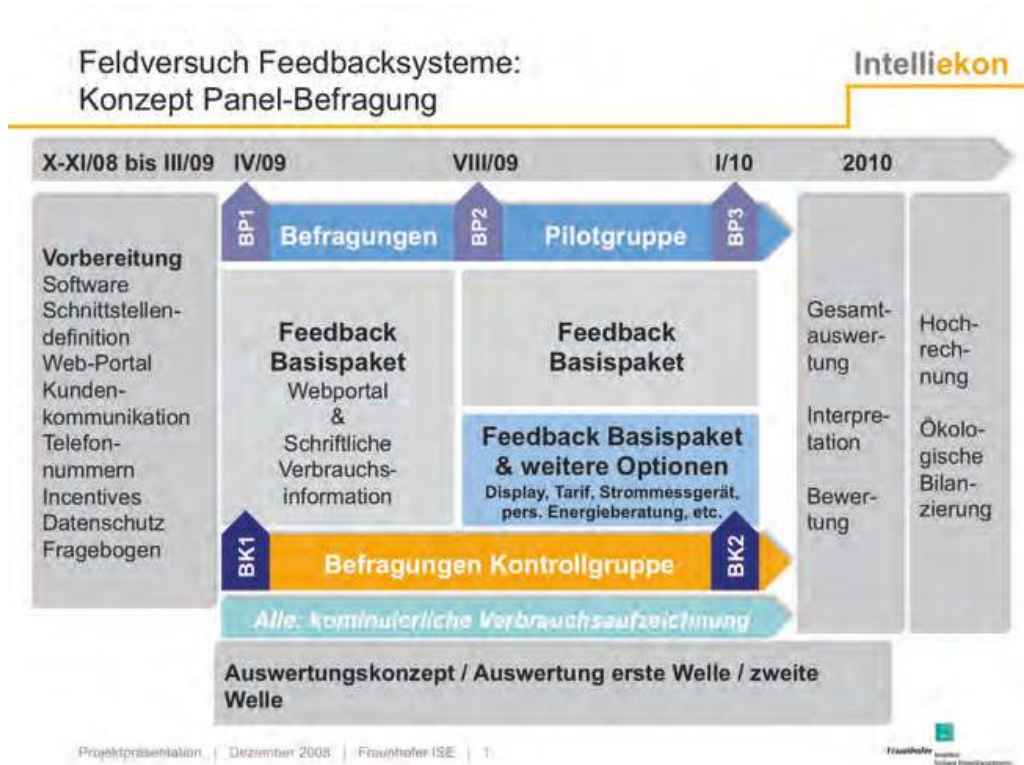 Feldversuch Feedbacksysteme:
Konzept Panel-Befragung
Intelliekon
X-XI/08 bis III/09 IV/09 VIII/09 I/10 2010
BP1 Befragungen BP2 Pilotgruppe BP3
Vorbereitung
Software
Schnittstellen-
definition
Web-Portal
Kunden-
kommunikation
Telefon-
nummern
Incentives
Datenschutz
Fragebogen
Feedback
Basispaket
Webportal
&
Schriftliche
Verbrauchs-
information
Feedback
Basispaket
Feedback Basispaket
& weitere Optionen
Display, Tarif, Strommessgerät,
pers. Energieberatung, etc.
BK1 Befragungen Kontrollgruppe BK2
Alle: kontinuierliche Verbrauchsaufzeichnung
Gesamt-
auswer-
tung
Interpre-
tation
Bewer-
tung
Hoch-
rech-
nung
Ökolo-
gische
Bilan-
zierung
Auswertungskonzept / Auswertung erste Welle / zweite
Welle
Projektpräsentation | Dezember 2008 | Fraunhofer ISE | 1
Fraunhofer Institut